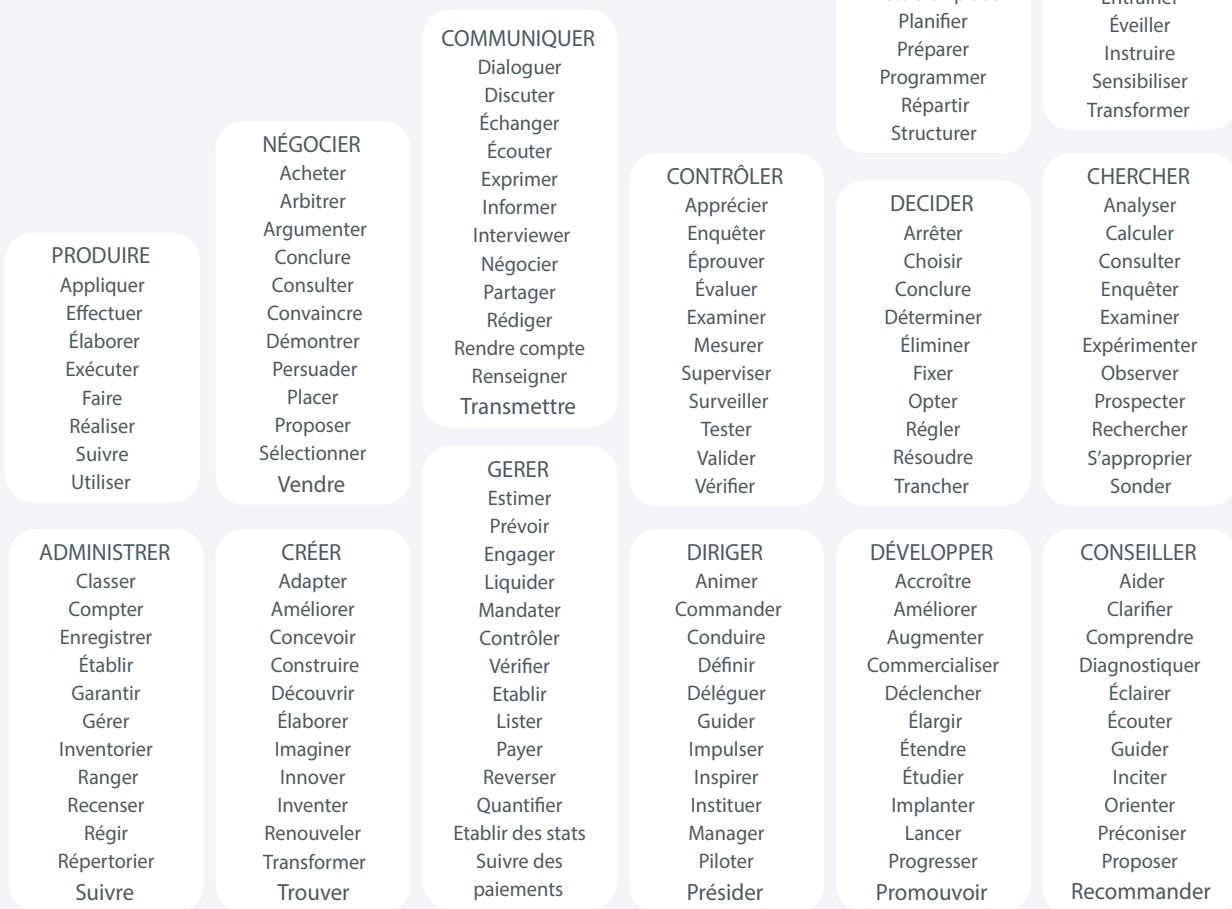 Planifier
Préparer
Programmer
Répartir
Structurer
Éveiller
Instruire
Sensibiliser
Transformer
COMMUNIQUER
Dialoguer
Discuter
Échanger
Écouter
Exprimer
Informer
Interviewer
Négocier
Partager
Rédiger
Rendre compte
Renseigner
Transmettre
NÉGOCIER
Acheter
Arbitrer
Argumenter
Conclure
Consulter
Convaincre
Démontrer
Persuader
Placer
Proposer
Sélectionner
Vendre
PRODUIRE
Appliquer
Effectuer
Élaborer
Exécuter
Faire
Réaliser
Suivre
Utiliser
CONTRÔLER
Apprécier
Enquêter
Éprouver
Évaluer
Examiner
Mesurer
Superviser
Surveiller
Tester
Valider
Vérifier
DECIDER
Arrêter
Choisir
Conclure
Déterminer
Éliminer
Fixer
Opter
Régler
Résoudre
Trancher
CHERCHER
Analyser
Calculer
Consulter
Enquêter
Examiner
Expérimenter
Observer
Prospecter
Rechercher
S’approprier
Sonder
ADMINISTRER
Classer
Compter
Enregistrer
Établir
Garantir
Gérer
Inventorier
Ranger
Recenser
Régir
Répertorier
Suivre
CRÉER
Adapter
Améliorer
Concevoir
Construire
Découvrir
Élaborer
Imaginer
Innover
Inventer
Renouveler
Transformer
Trouver
GERER
Estimer
Prévoir
Engager
Liquider
Mandater
Contrôler
Vérifier
Etablir
Lister
Payer
Reverser
Quantifier
Etablir des stats
Suivre des
paiements
DIRIGER
Animer
Commander
Conduire
Définir
Déléguer
Guider
Impulser
Inspirer
Instituer
Manager
Piloter
Présider
DÉVELOPPER
Accroître
Améliorer
Augmenter
Commercialiser
Déclencher
Élargir
Étendre
Étudier
Implanter
Lancer
Progresser
Promouvoir
CONSEILLER
Aider
Clarifier
Comprendre
Diagnostiquer
Éclairer
Écouter
Guider
Inciter
Orienter
Préconiser
Proposer
Recommander